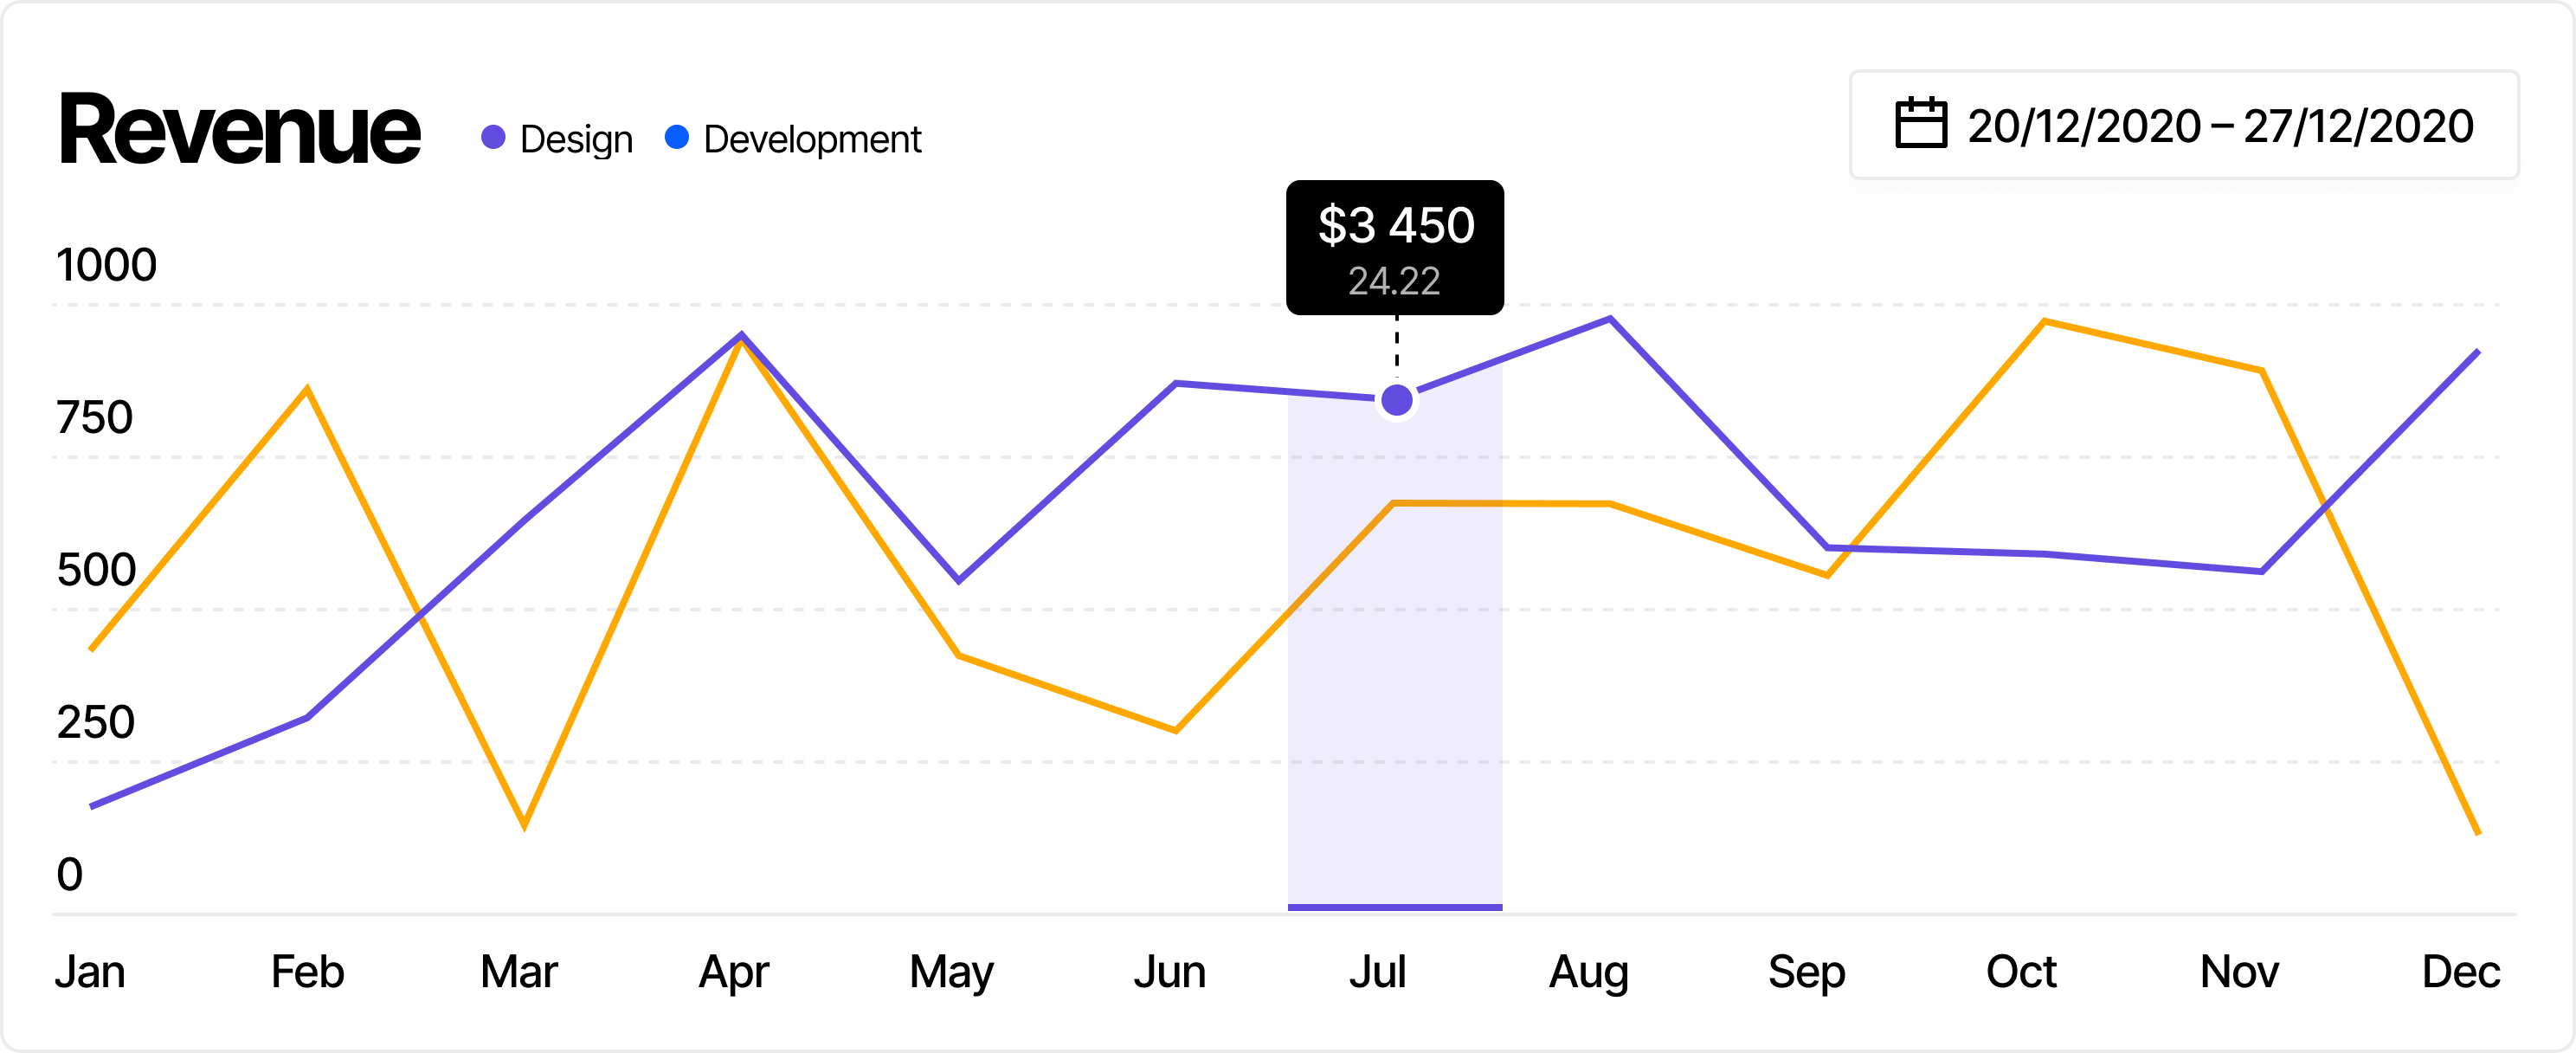 Revenue
Design
Development
20/12/2020 – 27/12/2020
$3 450
24.22
1000
750
500
250
0
Jan Feb Mar Apr May Jun Jul Aug Sep Oct Nov Dec